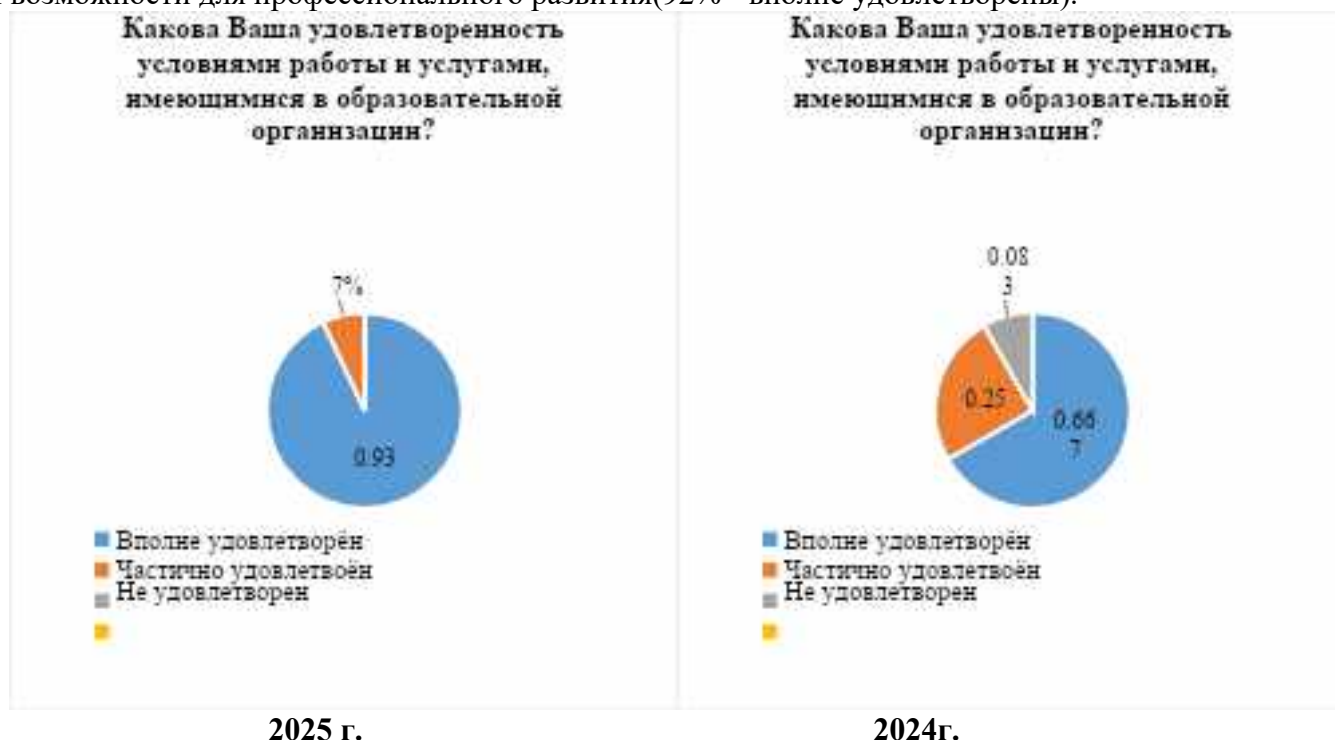 возможности для профессионального развития(92% - вполне удовлетворены).
Какова Ваша удовлетворенность
условиями работы и услугами,
имеющимися в образовательной
организации?
7%
0.93
Вполне удовлетворён
Частично удовлетвоён
Не удовлетворен
2025 г.
Какова Ваша удовлетворенность
условиями работы и услугами,
имеющимися в образовательной
организации?
0.08
3
0.25
0.66
7
Вполне удовлетворён
Частично удовлетвоён
Не удовлетворен
2024г.